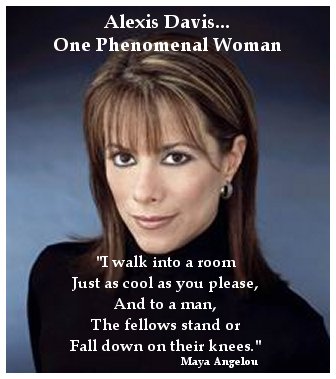 Alexis Davis...
One Phenomenal Woman
"I walk into a room
Just as cool as you please,
And to a man,
The fellows stand or
Fall down on their knees."
Maya Angelou